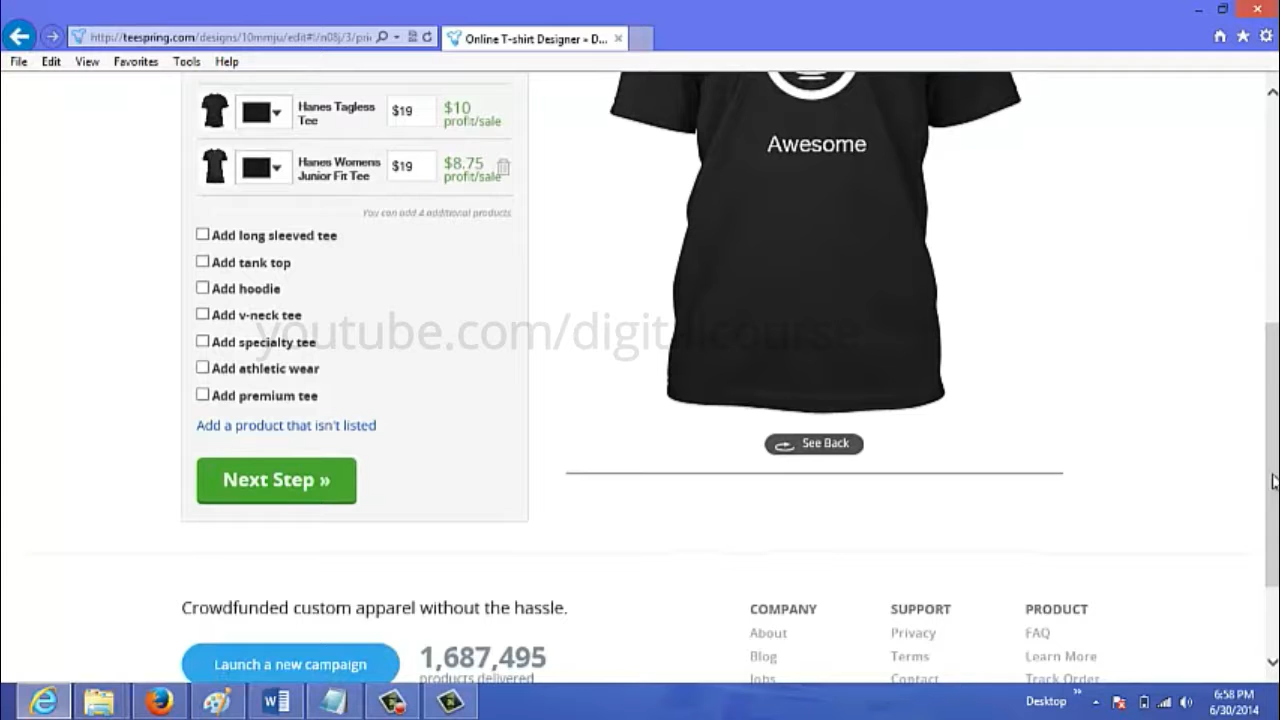 http://teespring.com/designs/10mmju/edit#!/n08j/3/pri
Online T-shirt Designer » D...
File Edit View Favorites Tools Help
Hanes Tagless
Tee
$19
$10
profit/sale
Hanes Womens
Junior Fit Tee
$19
$8.75
profit/sale
You can add 4 additional products
Add long sleeved tee
Add tank top
Add hoodie
Add v-neck tee
Add specialty tee
Add athletic wear
Add premium tee
Add a product that isn't listed
Next Step »
Awesome
youtube.com/digitalcourse
See Back
Crowdfunded custom apparel without the hassle.
Launch a new campaign
1,687,495
products delivered
COMPANY
About
Blog
Jobs
SUPPORT
Privacy
Terms
Contact
PRODUCT
FAQ
Learn More
Track Order
Desktop
6:58 PM
6/30/2014